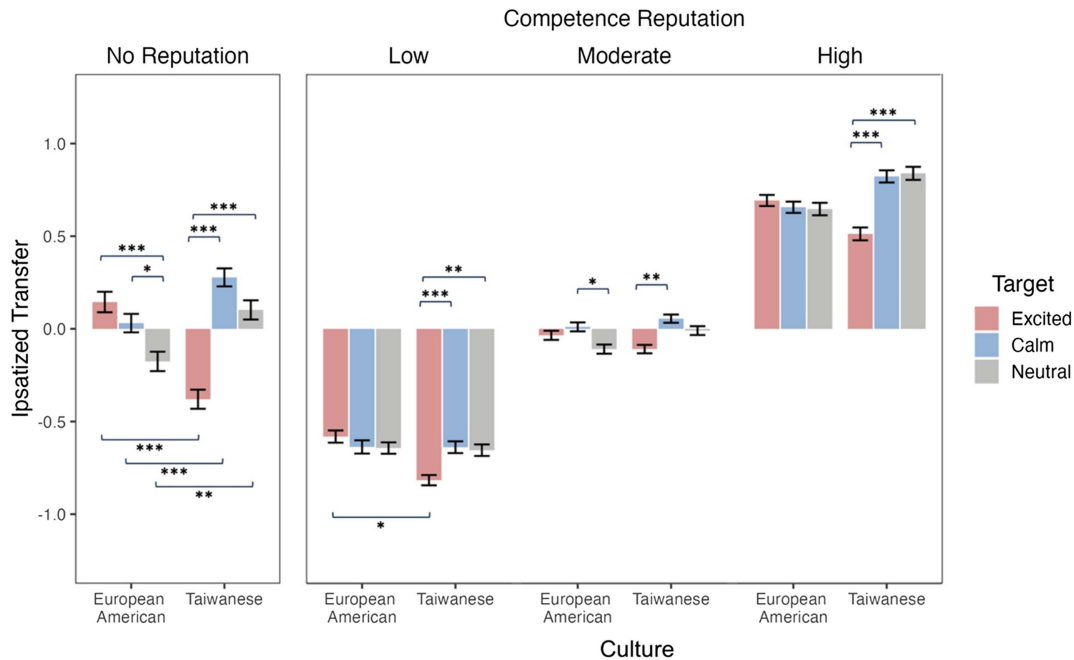 Competence Reputation
No Reputation
Low
Moderate
High
Ipsatized Transfer
1.0
0.5
0.0
-0.5
-1.0
***
*
***
***
***
***
**
**
***
*
*
**
***
***
Target
Excited
Calm
Neutral
European
American
Taiwanese
European
American
Taiwanese
European
American
Taiwanese
European
American
Taiwanese
Culture